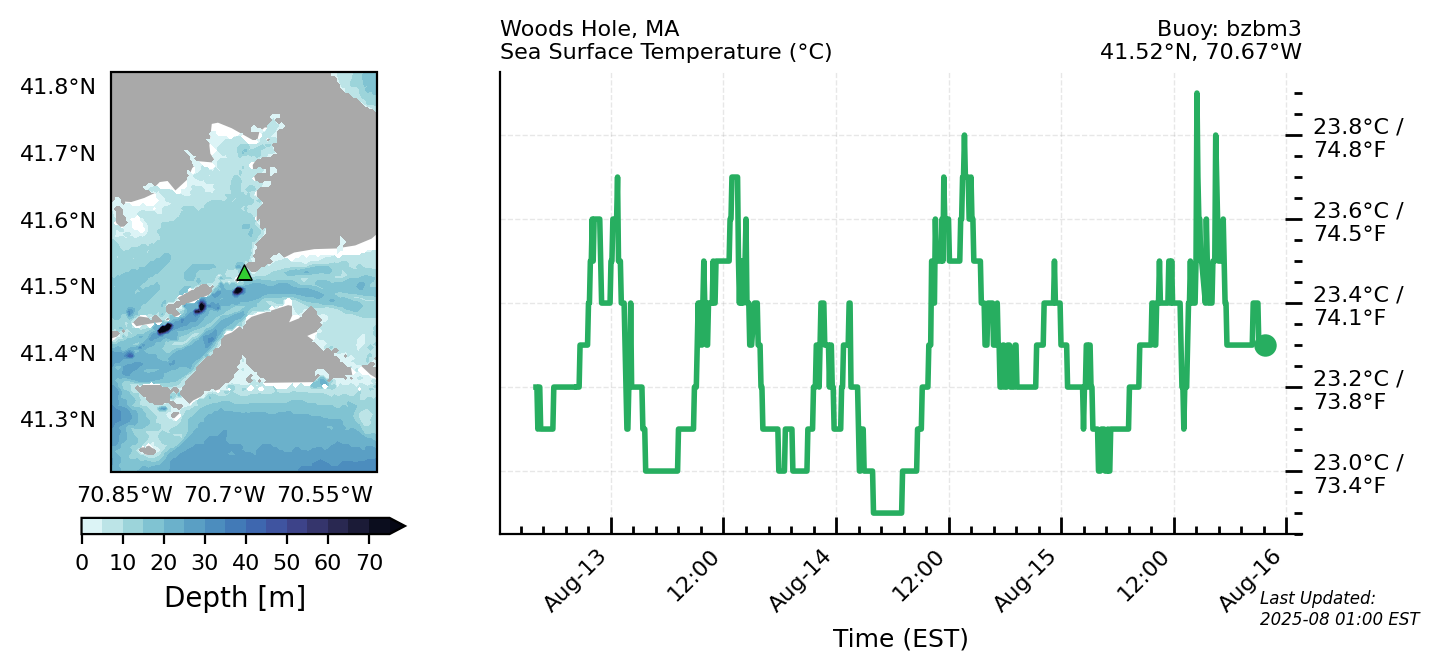 Woods Hole, MA
Sea Surface Temperature (°C)
Buoy: bzbm3
41.52°N, 70.67°W
41.8°N
41.7°N
41.6°N
41.5°N
41.4°N
41.3°N
70.85°W 70.7°W 70.55°W
0 10 20 30 40 50 60 70
Depth [m]
23.8°C /
74.8°F
23.6°C /
74.5°F
23.4°C /
74.1°F
23.2°C /
73.8°F
23.0°C /
73.4°F
Aug-13 12:00 Aug-14 12:00 Aug-15 12:00 Aug-16
Time (EST)
Last Updated:
2025-08 01:00 EST